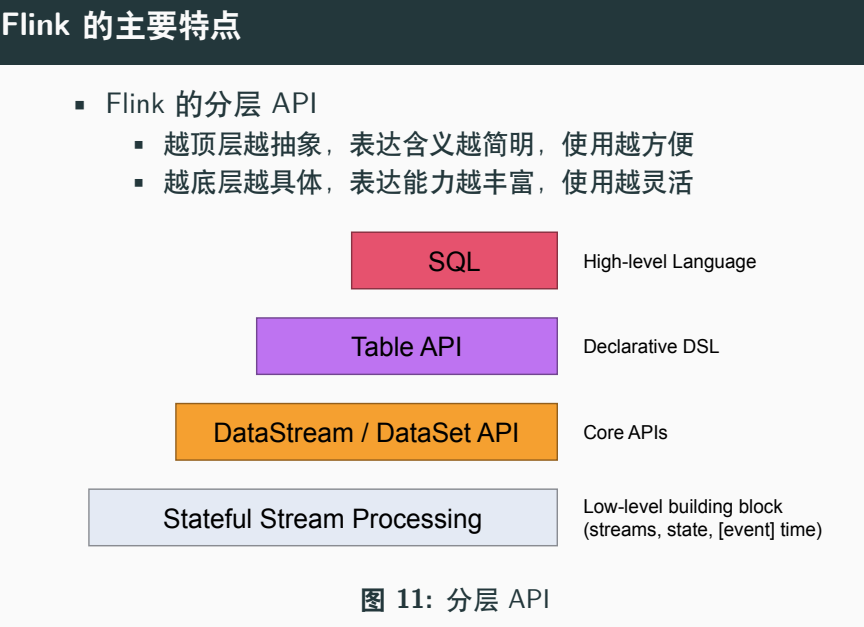 Flink 的主要特点
▪ Flink 的分层 API
▪ 越顶层越抽象，表达含义越简明，使用越方便
▪ 越底层越具体，表达能力越丰富，使用越灵活
SQL High-level Language
Table API Declarative DSL
DataStream / DataSet API Core APIs
Stateful Stream Processing Low-level building block
(streams, state, [event] time)
图 11: 分层 API